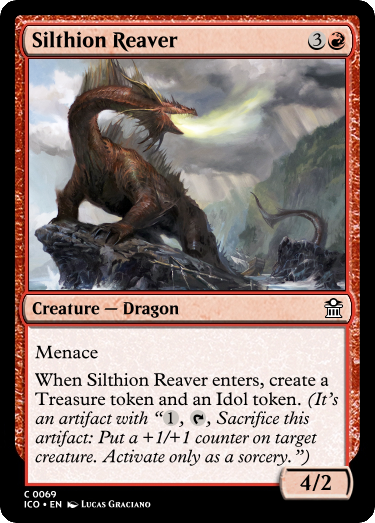 Silthion Reaver 3
Creature — Dragon
Menace
When Silthion Reaver enters, create a
Treasure token and an Idol token. (It's
an artifact with “1, , Sacrifice this
artifact: Put a +1/+1 counter on target
creature. Activate only as a sorcery.”)
4/2
C 0069
ICO • EN Lucas Graciano